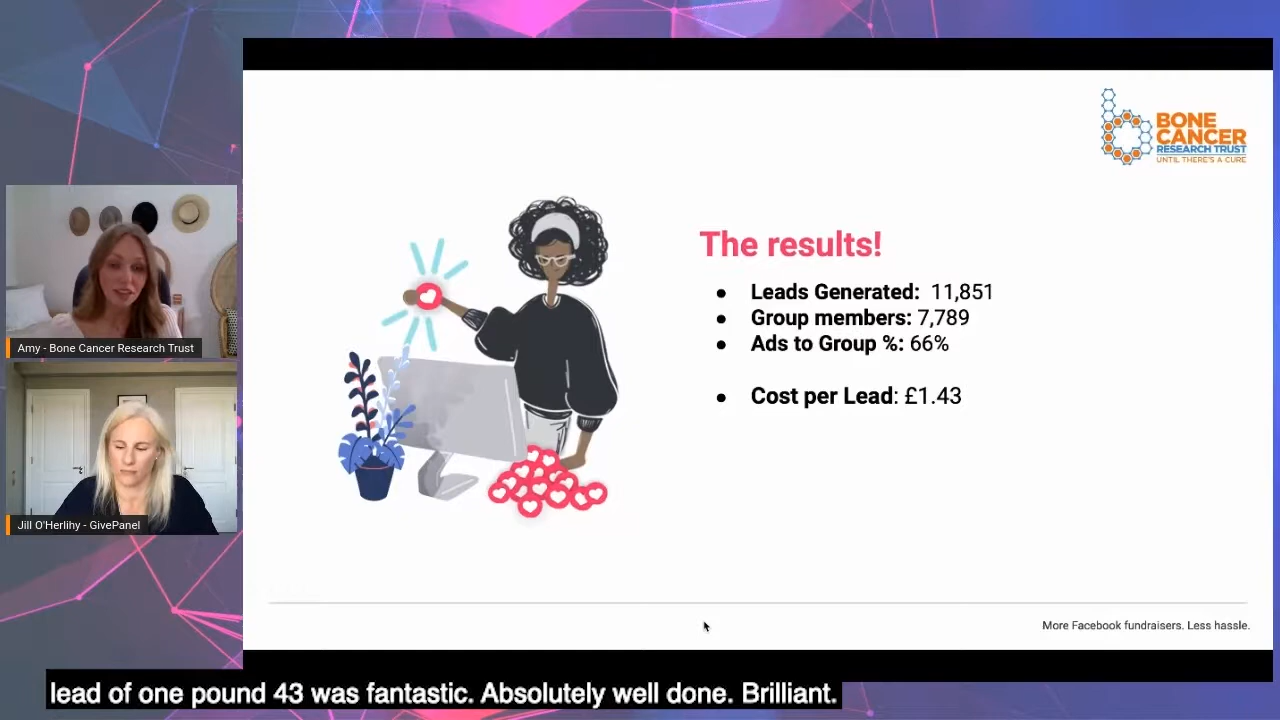 BONE
CANCER
RESEARCH TRUST
UNTIL THERE'S A CURE
The results!
● Leads Generated: 11,851
● Group members: 7,789
● Ads to Group %: 66%
● Cost per Lead: £1.43
Amy - Bone Cancer Research Trust
Jill O'Herlihy - GivePanel
More Facebook fundraisers. Less hassle.
lead of one pound 43 was fantastic. Absolutely well done. Brilliant.